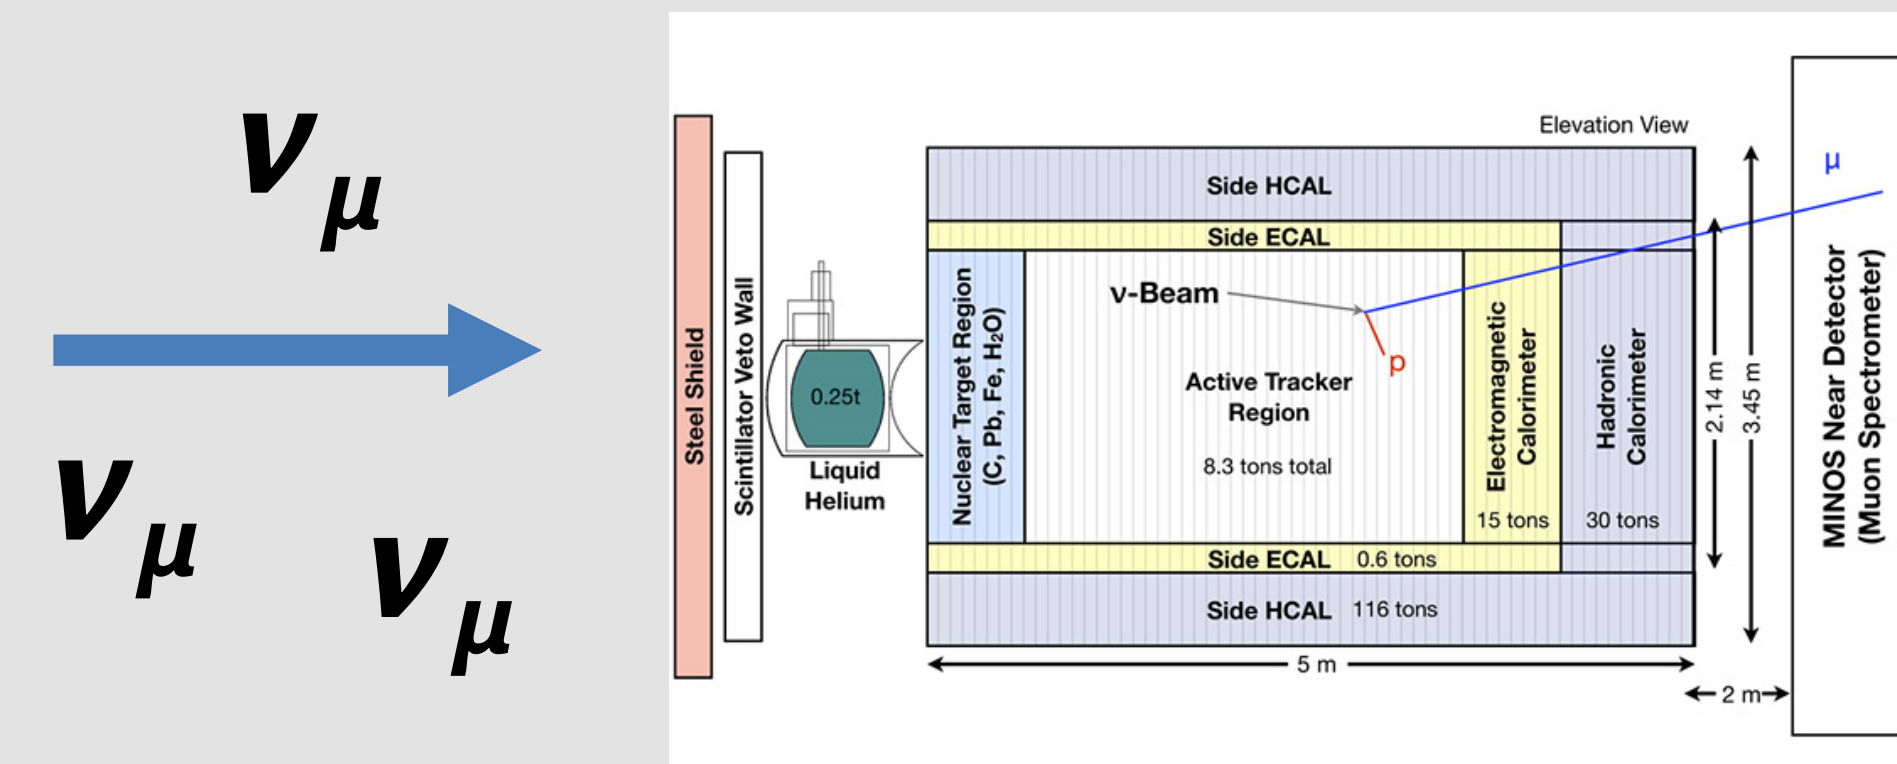 ν μ
ν μ
ν μ
Elevation View
Steel Shield
Scintillator Veto Wall
0.25t
Liquid
Helium
Nuclear Target Region
(C, Pb, Fe, H₂O)
Side HCAL
Side ECAL
ν-Beam
p
μ
Active Tracker
Region
8.3 tons total
Electromagnetic
Calorimeter
15 tons
Hadronic
Calorimeter
30 tons
Side ECAL 0.6 tons
Side HCAL 116 tons
2.14 m
3.45 m
5 m
2 m
MINOS Near Detector
(Muon Spectrometer)